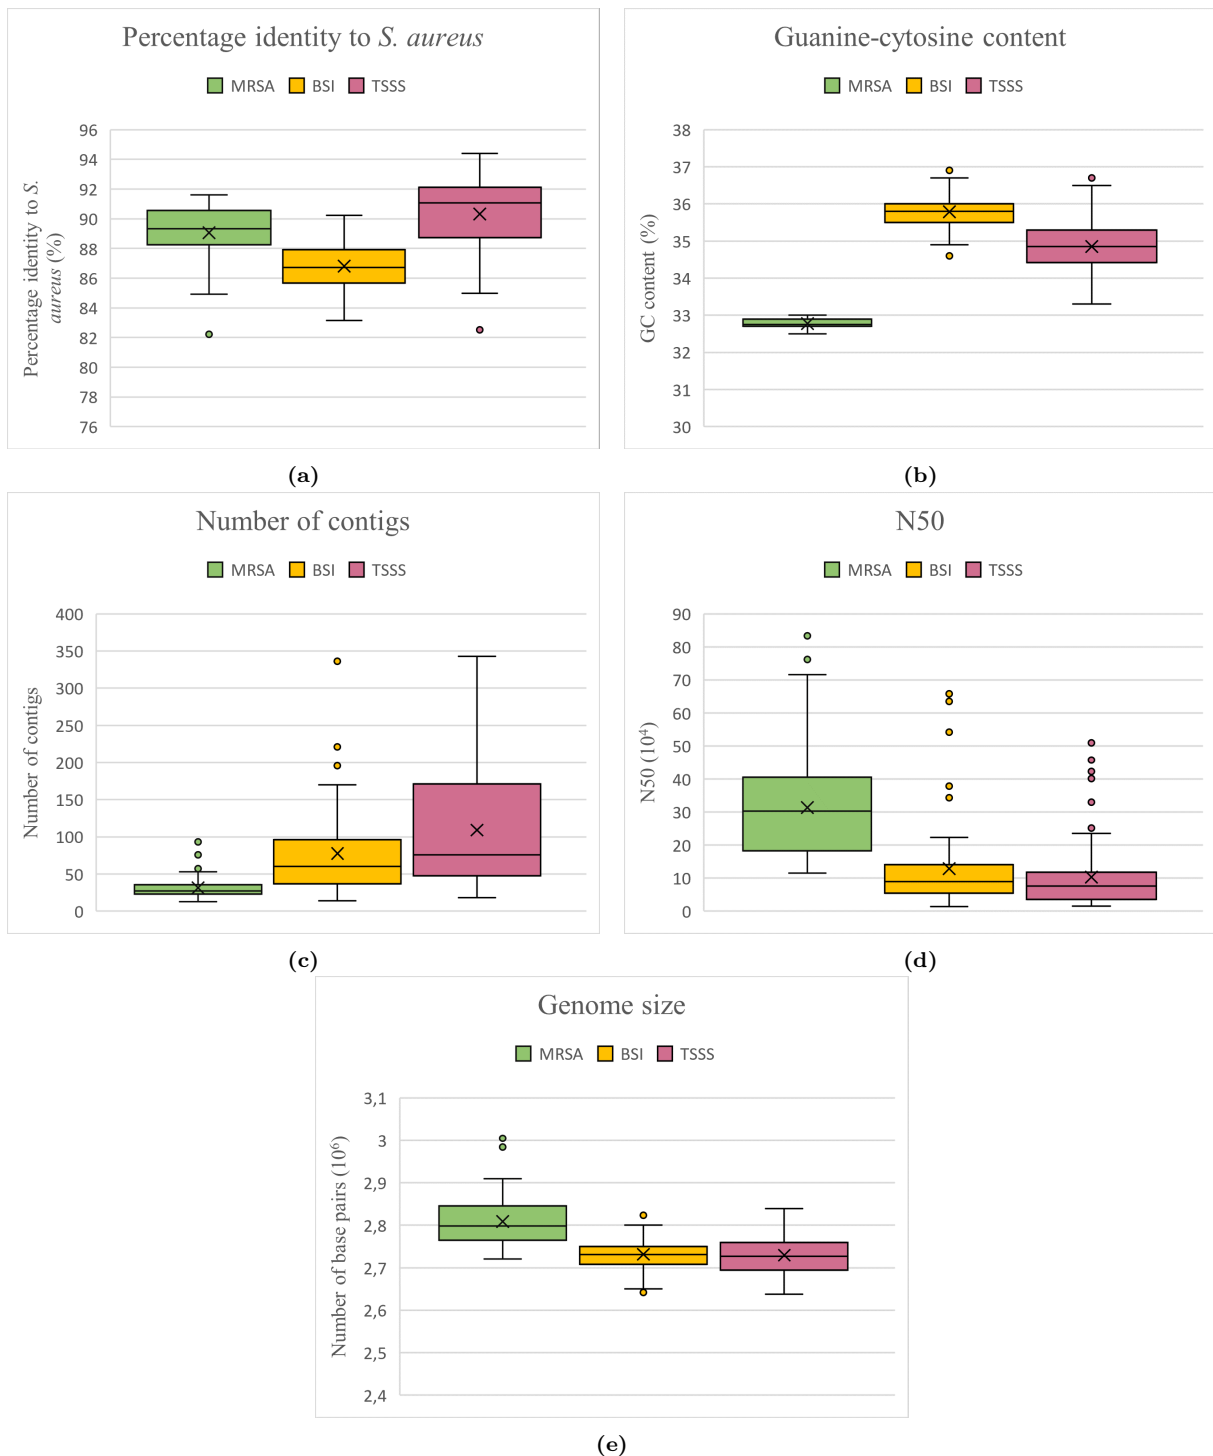 Percentage identity to S. aureus
MRSA BSI TSSS
Percentage identity to S.
aureus (%)
96
94
92
90
88
86
84
82
80
78
76
(a)
Guanine-cytosine content
MRSA BSI TSSS
GC content (%)
38
37
36
35
34
33
32
31
30
(b)
Number of contigs
MRSA BSI TSSS
Number of contigs
400
350
300
250
200
150
100
50
0
(c)
N50
MRSA BSI TSSS
N50 (10⁴)
90
80
70
60
50
40
30
20
10
0
(d)
Genome size
MRSA BSI TSSS
Number of base pairs (10⁶)
3,1
3
2,9
2,8
2,7
2,6
2,5
2,4
(e)